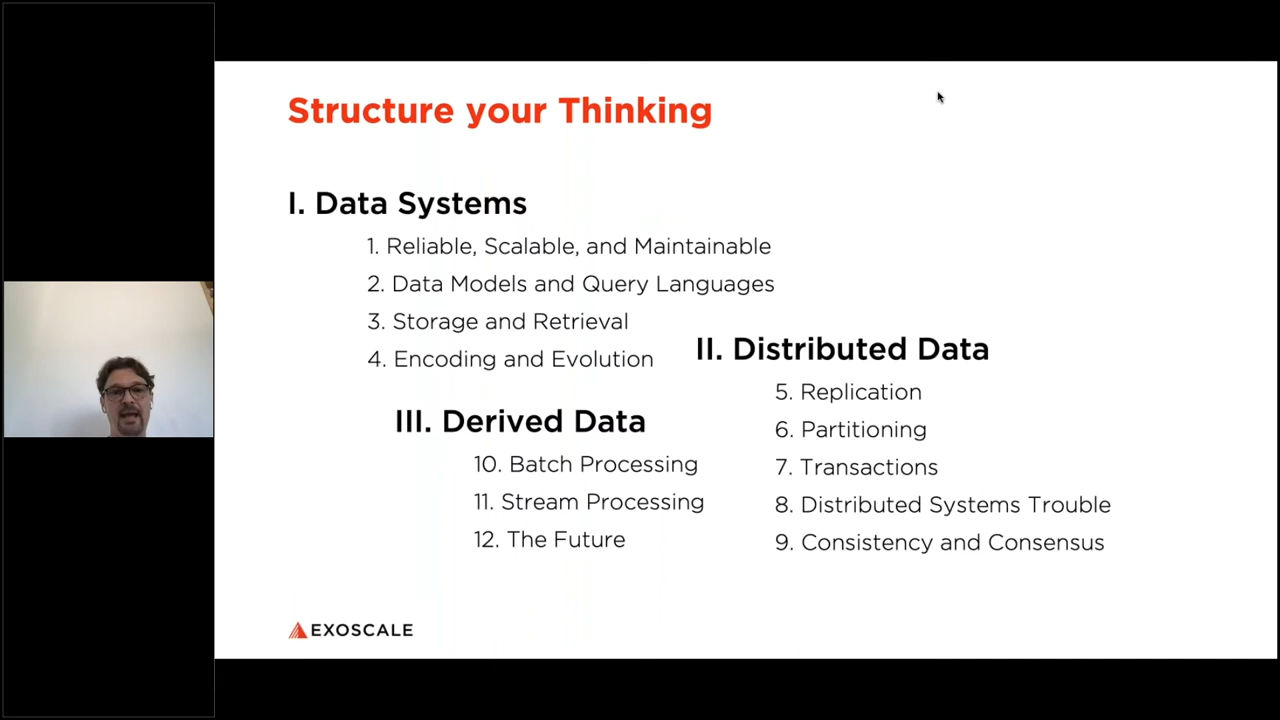 Structure your Thinking
I. Data Systems
1. Reliable, Scalable, and Maintainable
2. Data Models and Query Languages
3. Storage and Retrieval
4. Encoding and Evolution
II. Distributed Data
5. Replication
6. Partitioning
7. Transactions
8. Distributed Systems Trouble
9. Consistency and Consensus
III. Derived Data
10. Batch Processing
11. Stream Processing
12. The Future
EXOSCALE